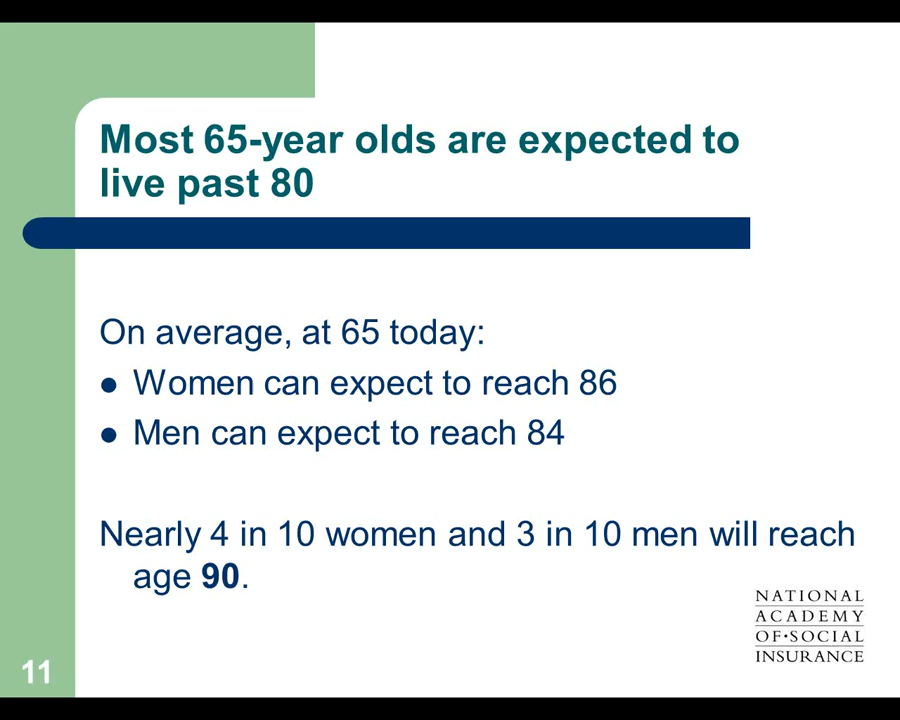 Most 65-year olds are expected to
live past 80
On average, at 65 today:
● Women can expect to reach 86
● Men can expect to reach 84
Nearly 4 in 10 women and 3 in 10 men will reach
age 90.
NATIONAL
ACADEMY
OF•SOCIAL
INSURANCE
11